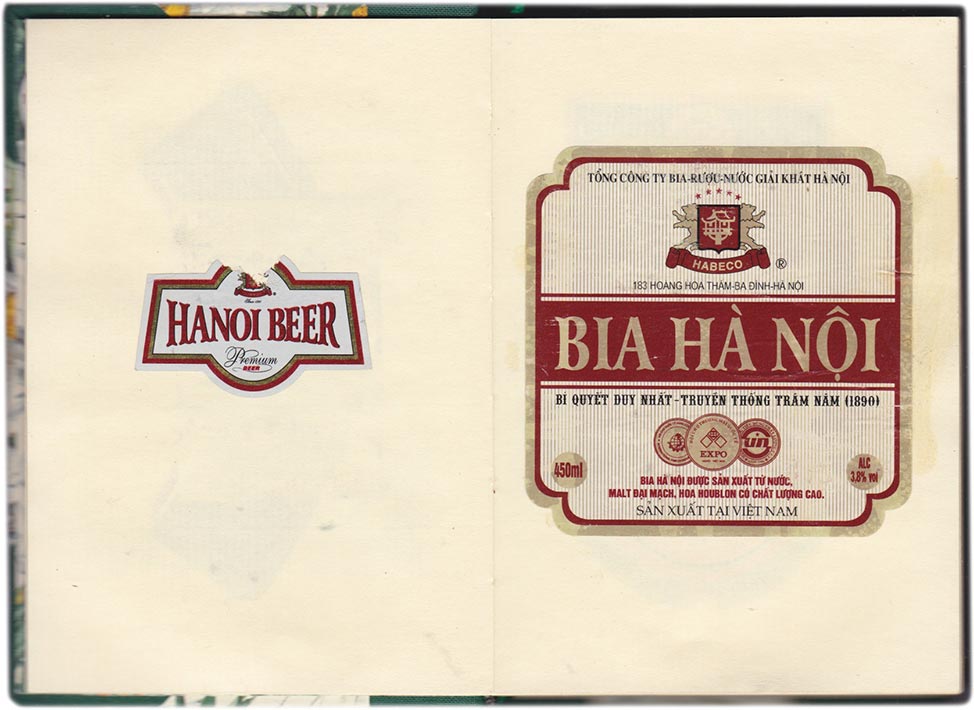 HANOI BEER
Premium
BEER
TỔNG CÔNG TY BIA-RƯỢU-NƯỚC GIẢI KHÁT HÀ NỘI
HABECO ®
183 HOANG HOA THÁM-BA ĐÌNH-HÀ NÔI
BIA HÀ NỘI
BÍ QUYẾT DUY NHẤT-TRUYỀN THỐNG TRĂM NĂM (1890)
EXPO
450ml
ALC
3,8% vol
BIA HÀ NỘI ĐƯỢC SẢN XUẤT TỪ NƯỚC,
MALT ĐẠI MẠCH, HOA HOUBLON CÓ CHẤT LƯỢNG CAO.
SẢN XUẤT TẠI VIỆT NAM